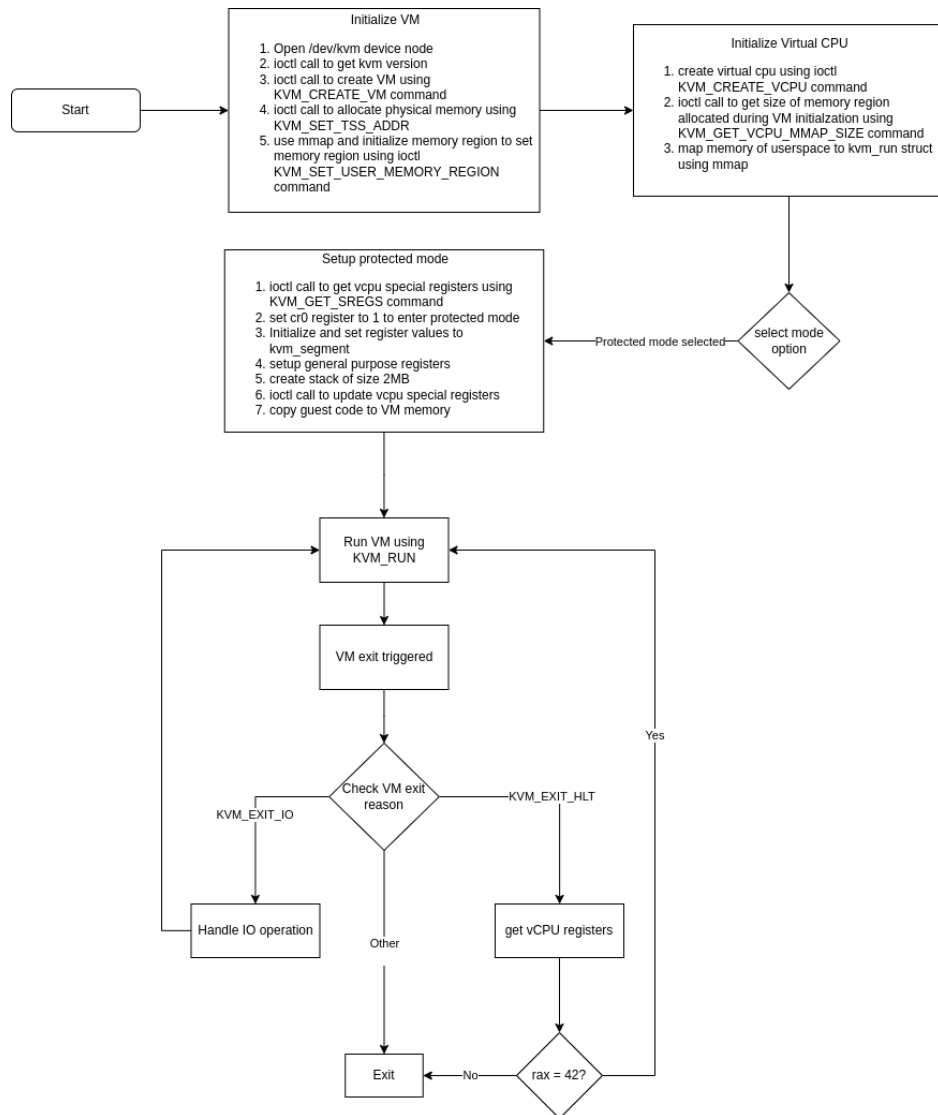 Initialize VM
1. Open /dev/kvm device node
2. ioctl call to get kvm version
3. ioctl call to create VM using
KVM_CREATE_VM command
4. ioctl call to allocate physical memory using
KVM_SET_TSS_ADDR
5. use mmap and initialize memory region to set
memory region using ioctl
KVM_SET_USER_MEMORY_REGION
command
Initialize Virtual CPU
1. create virtual cpu using ioctl
KVM_CREATE_VCPU command
2. ioctl call to get size of memory region
allocated during VM initialzation using
KVM_GET_VCPU_MMAP_SIZE command
3. map memory of userspace to kvm_run struct
using mmap
Start
Setup protected mode
1. ioctl call to get vcpu special registers using
KVM_GET_SREGS command
2. set cr0 register to 1 to enter protected mode
3. Initialize and set register values to
kvm_segment
4. setup general purpose registers
5. create stack of size 2MB
6. ioctl call to update vcpu special registers
7. copy guest code to VM memory
Protected mode selected
select mode
option
Run VM using
KVM_RUN
VM exit triggered
Yes
Check VM exit
reason
KVM_EXIT_IO
KVM_EXIT_HLT
Handle IO operation
Other
get vCPU registers
Exit
No
rax = 42?